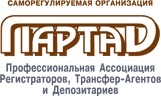 САМОРЕГУЛИРУЕМАЯ ОРГАНИЗАЦИЯ
ПАРТАД
Профессиональная Ассоциация
Регистраторов, Трансфер-Агентов
и Депозитариев